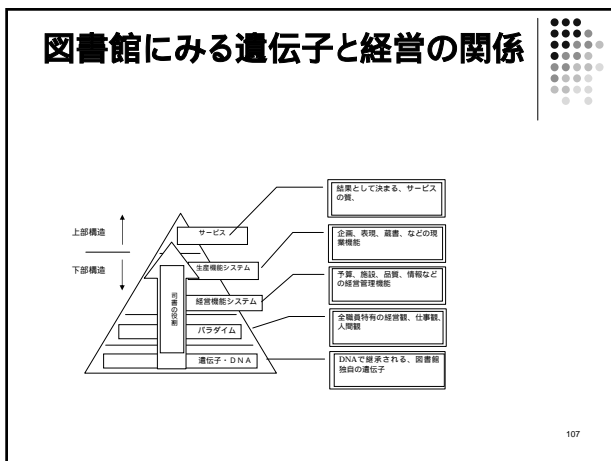 図書館にみる遺伝子と経営の関係
上部構造
下部構造
サービス
生産機能システム
経営機能システム
パラダイム
遺伝子・DNA
司書の役割
結果として決まる、サービス
の質、
企画、表現、蔵書、などの現
業機能
予算、施設、品質、情報など
の経営管理機能
全職員特有の経営観、仕事観、
人間観
DNAで継承される、図書館
独自の遺伝子
107